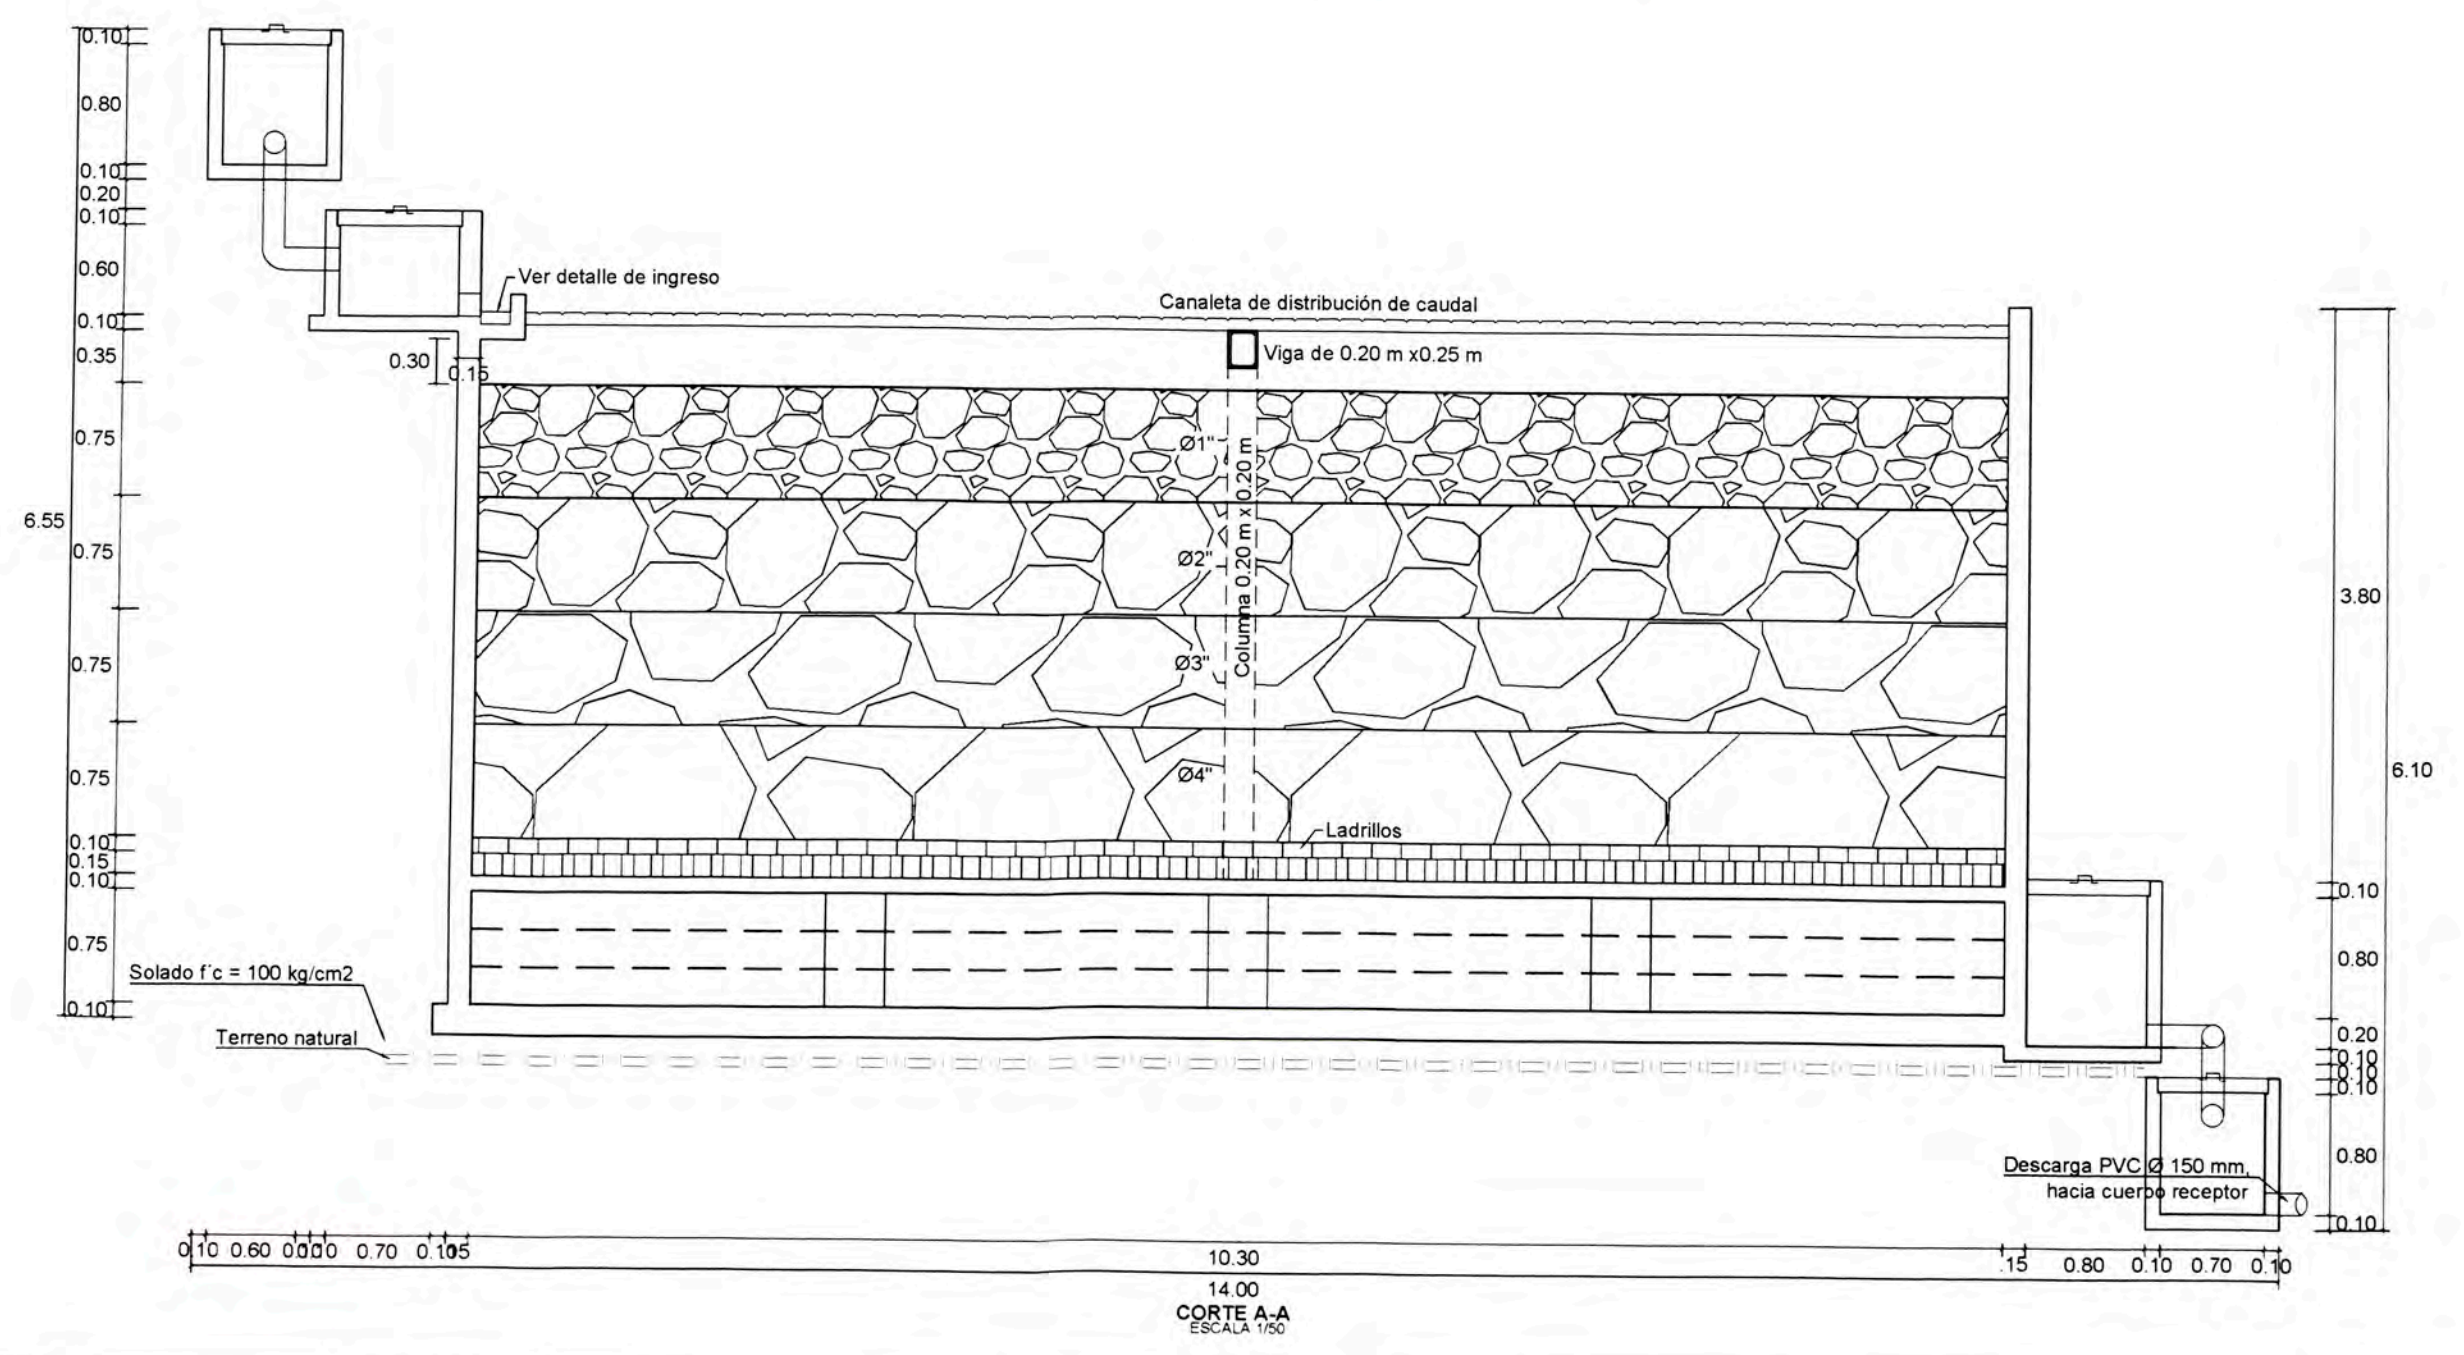 0.10
0.80
0.10
0.20
0.10
0.60
0.10
0.35
0.75
0.75
0.75
0.75
0.10
0.15
0.10
0.75
0.10
6.55
Ver detalle de ingreso
Canaleta de distribución de caudal
0.30
0.15
Viga de 0.20 m x0.25 m
Ø1"
Ø2"
Ø3"
Ø4"
Columna 0.20 m x 0.20 m
Ladrillos
Solado f´c = 100 kg/cm2
Terreno natural
3.80
6.10
0.10
0.80
0.20
0.10
0.10
0.10
0.80
0.10
Descarga PVC Ø 150 mm,
hacia cuerpo receptor
0.10 0.60 0.70 10.30 .15 0.80 0.10 0.70 0.10
14.00
CORTE A-A
ESCALA 1/50